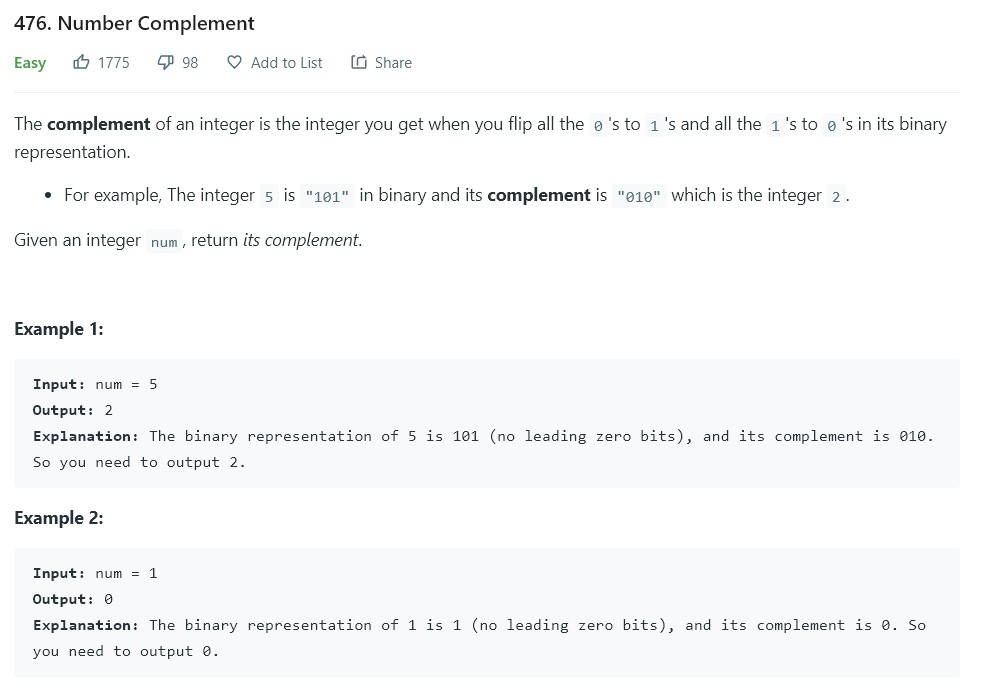 476. Number Complement
Easy 1775 98 Add to List Share
The complement of an integer is the integer you get when you flip all the 0 's to 1 's and all the 1 's to 0 's in its binary
representation.
• For example, The integer 5 is "101" in binary and its complement is "010" which is the integer 2 .
Given an integer num , return its complement.
Example 1:
Input: num = 5
Output: 2
Explanation: The binary representation of 5 is 101 (no leading zero bits), and its complement is 010.
So you need to output 2.
Example 2:
Input: num = 1
Output: 0
Explanation: The binary representation of 1 is 1 (no leading zero bits), and its complement is 0. So
you need to output 0.